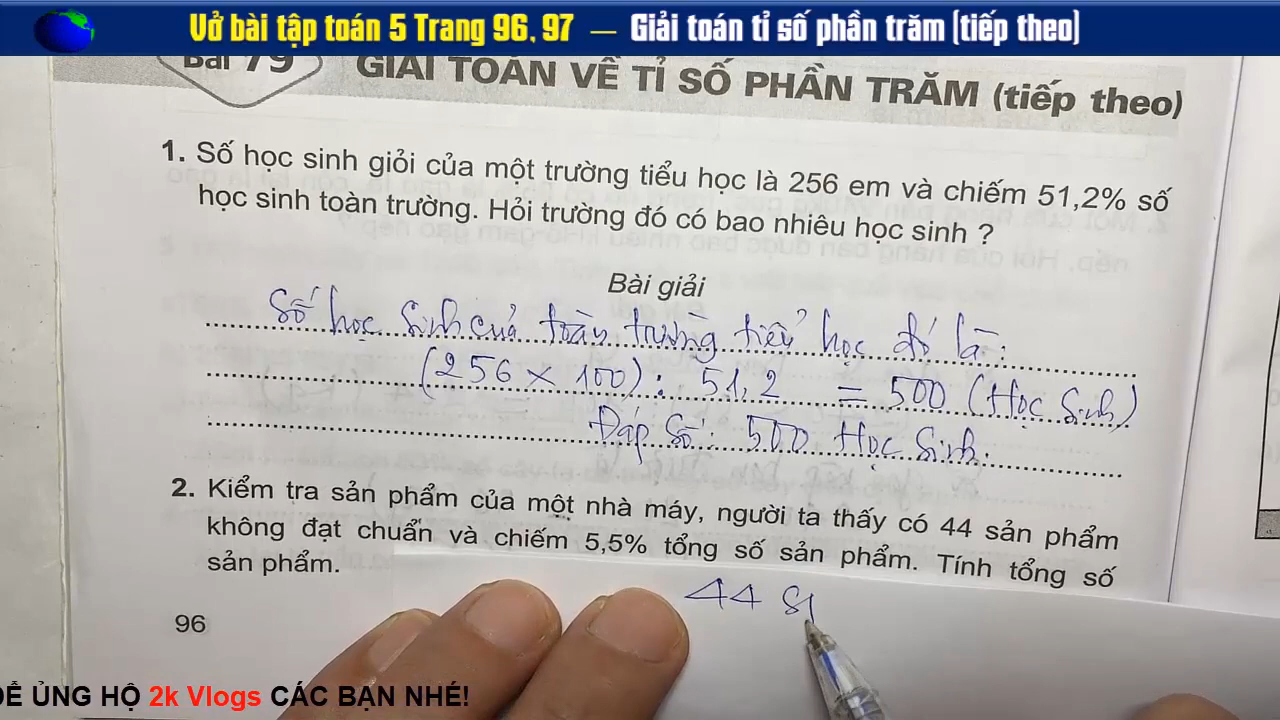 Vở bài tập toán 5 Trang 96, 97 — Giải toán tỉ số phần trăm (tiếp theo)
Bài 79 GIẢI TOÁN VỀ TỈ SỐ PHẦN TRĂM (tiếp theo)
1. Số học sinh giỏi của một trường tiểu học là 256 em và chiếm 51,2% số
học sinh toàn trường. Hỏi trường đó có bao nhiêu học sinh ?
Bài giải
Số học sinh của toàn trường tiểu học đó là:
(256 × 100) : 51,2 = 500 (Học sinh)
Đáp số: 500 Học sinh.
2. Kiểm tra sản phẩm của một nhà máy, người ta thấy có 44 sản phẩm
không đạt chuẩn và chiếm 5,5% tổng số sản phẩm. Tính tổng số
sản phẩm.
44
96
ỂỦNG HỘ 2k Vlogs CÁC BẠN NHÉ!